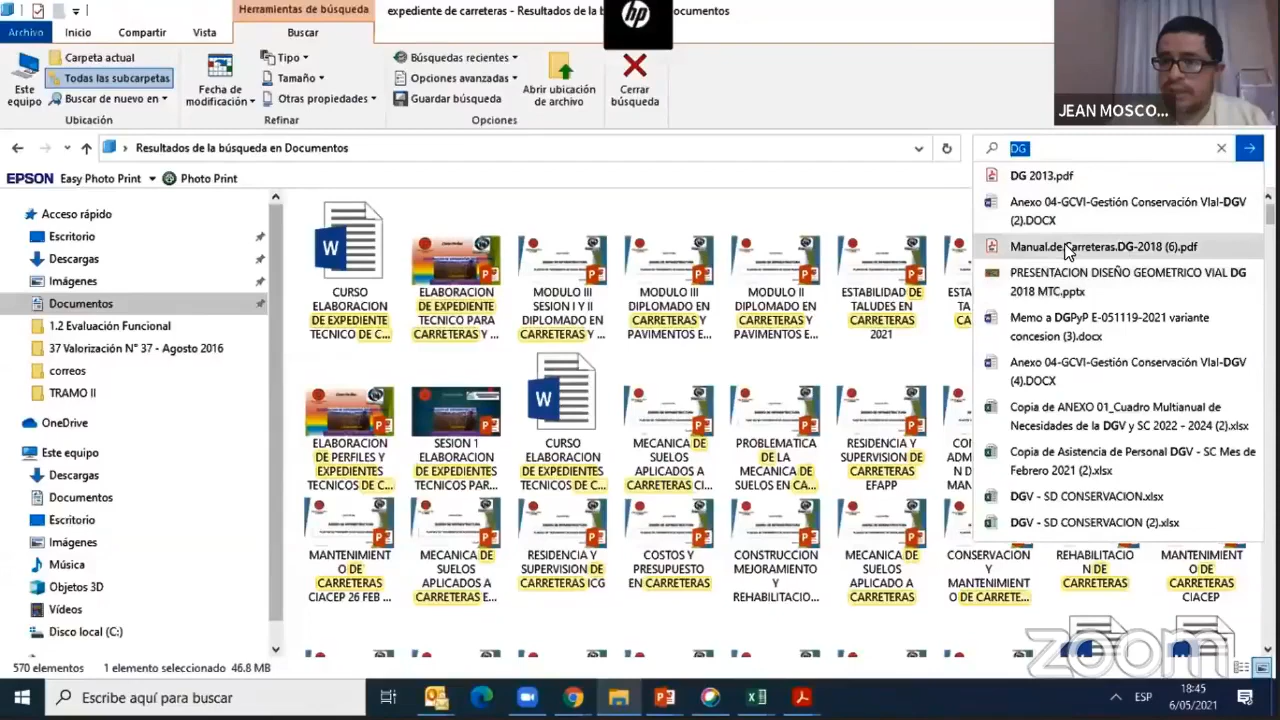 Herramientas de búsqueda
expediente de carreteras - Resultados de la b
ocumentos
hp
Archivo
Inicio
Compartir
Vista
Buscar
Este equipo
Carpeta actual
Todas las subcarpetas
Buscar de nuevo en
Ubicación
Fecha de modificación
Tipo
Tamaño
Otras propiedades
Refinar
Búsquedas recientes
Opciones avanzadas
Guardar búsqueda
Abrir ubicación de archivo
Opciones
Cerrar búsqueda
JEAN MOSCO...
Resultados de la búsqueda en Documentos
DG
EPSON Easy Photo Print
Photo Print
Acceso rápido
Escritorio
Descargas
Imágenes
Documentos
1.2 Evaluación Funcional
37 Valorización N° 37 - Agosto 2016
correos
TRAMO II
OneDrive
Este equipo
Descargas
Documentos
Escritorio
Imágenes
Música
Objetos 3D
Vídeos
Disco local (C:)
CURSO
ELABORACION
DE EXPEDIENTE
TECNICO DE C...
ELABORACION
DE EXPEDIENTE
TECNICO PARA
CARRETERAS Y ...
MODULO III
SESION I Y II
DIPLOMADO EN
CARRETERAS Y
MODULO III
DIPLOMADO EN
CARRETERAS Y
PAVIMENTOS E...
MODULO II
DIPLOMADO EN
CARRETERAS Y
PAVIMENTOS E...
ESTABILIDAD DE
TALUDES EN
CARRETERAS
2021
ELABORACION
DE PERFILES Y
EXPEDIENTES
TECNICOS DE C...
SESION 1
ELABORACION
DE EXPEDIENTES
TECNICOS PAR...
CURSO
ELABORACION
DE EXPEDIENTES
TECNICOS DE C...
MECANICA DE
SUELOS
APLICADOS A
CARRETERAS CI...
PROBLEMATICA
DE LA
MECANICA DE
SUELOS EN CA...
RESIDENCIA Y
SUPERVISION DE
CARRETERAS
EFAPP
MANTENIMIENT
O DE
CARRETERAS
CIACEP 26 FEB ...
MECANICA DE
SUELOS
APLICADOS A
CARRETERAS E...
RESIDENCIA Y
SUPERVISION DE
CARRETERAS ICG
COSTOS Y
PRESUPUESTO
EN CARRETERAS
CONSTRUCCION
MEJORAMIENTO
Y
REHABILITACIO...
MECANICA DE
SUELOS
APLICADO A
CARRETERAS
CONSERVACION
Y
MANTENIMIENT
O DE CARRETE...
REHABILITACIO
N DE
CARRETERAS
MANTENIMIENT
O DE
CARRETERAS
CIACEP
DG 2013.pdf
Anexo 04-GCVI-Gestión Conservación VIal-DGV
(2).DOCX
Manual.de.Carreteras.DG-2018 (6).pdf
PRESENTACION DISEÑO GEOMETRICO VIAL DG
2018 MTC.pptx
Memo a DGPyP E-051119-2021 variante
concesion (3).docx
Anexo 04-GCVI-Gestión Conservación VIal-DGV
(4).DOCX
Copia de ANEXO 01_Cuadro Multianual de
Necesidades de la DGV y SC 2022 - 2024 (2).xlsx
Copia de Asistencia de Personal DGV - SC Mes de
Febrero 2021 (2).xlsx
DGV - SD CONSERVACION.xlsx
DGV - SD CONSERVACION (2).xlsx
zoom
570 elementos
1 elemento seleccionado 46.8 MB
Escribe aquí para buscar
ESP
18:45
6/05/2021